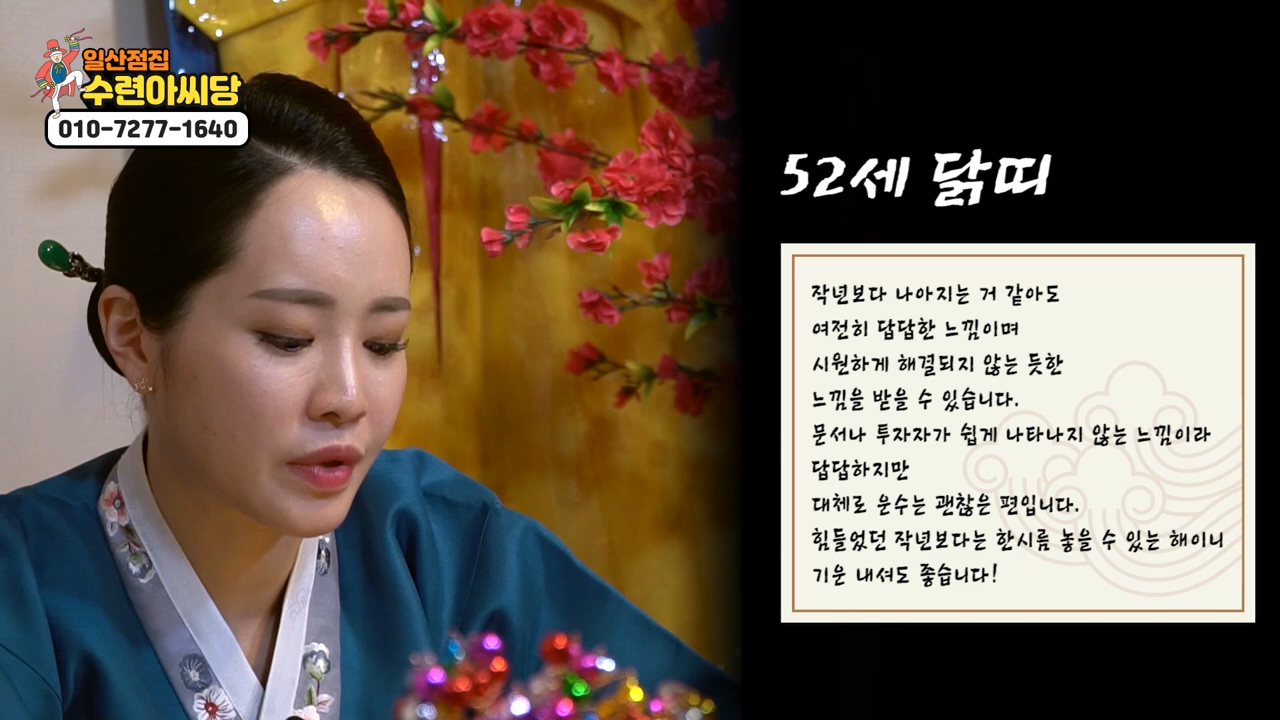 일산점집
수련아씨당
010-7277-1640
52세 닭띠
작년보다 나아지는 거 같아도
여전히 답답한 느낌이며
시원하게 해결되지 않는 듯한
느낌을 받을 수 있습니다.
문서나 투자자가 쉽게 나타나지 않는 느낌이라
답답하지만
대체로 운수는 괜찮은 편입니다.
힘들었던 작년보다는 한시름 놓을 수 있는 해이니
기운 내셔도 좋습니다!